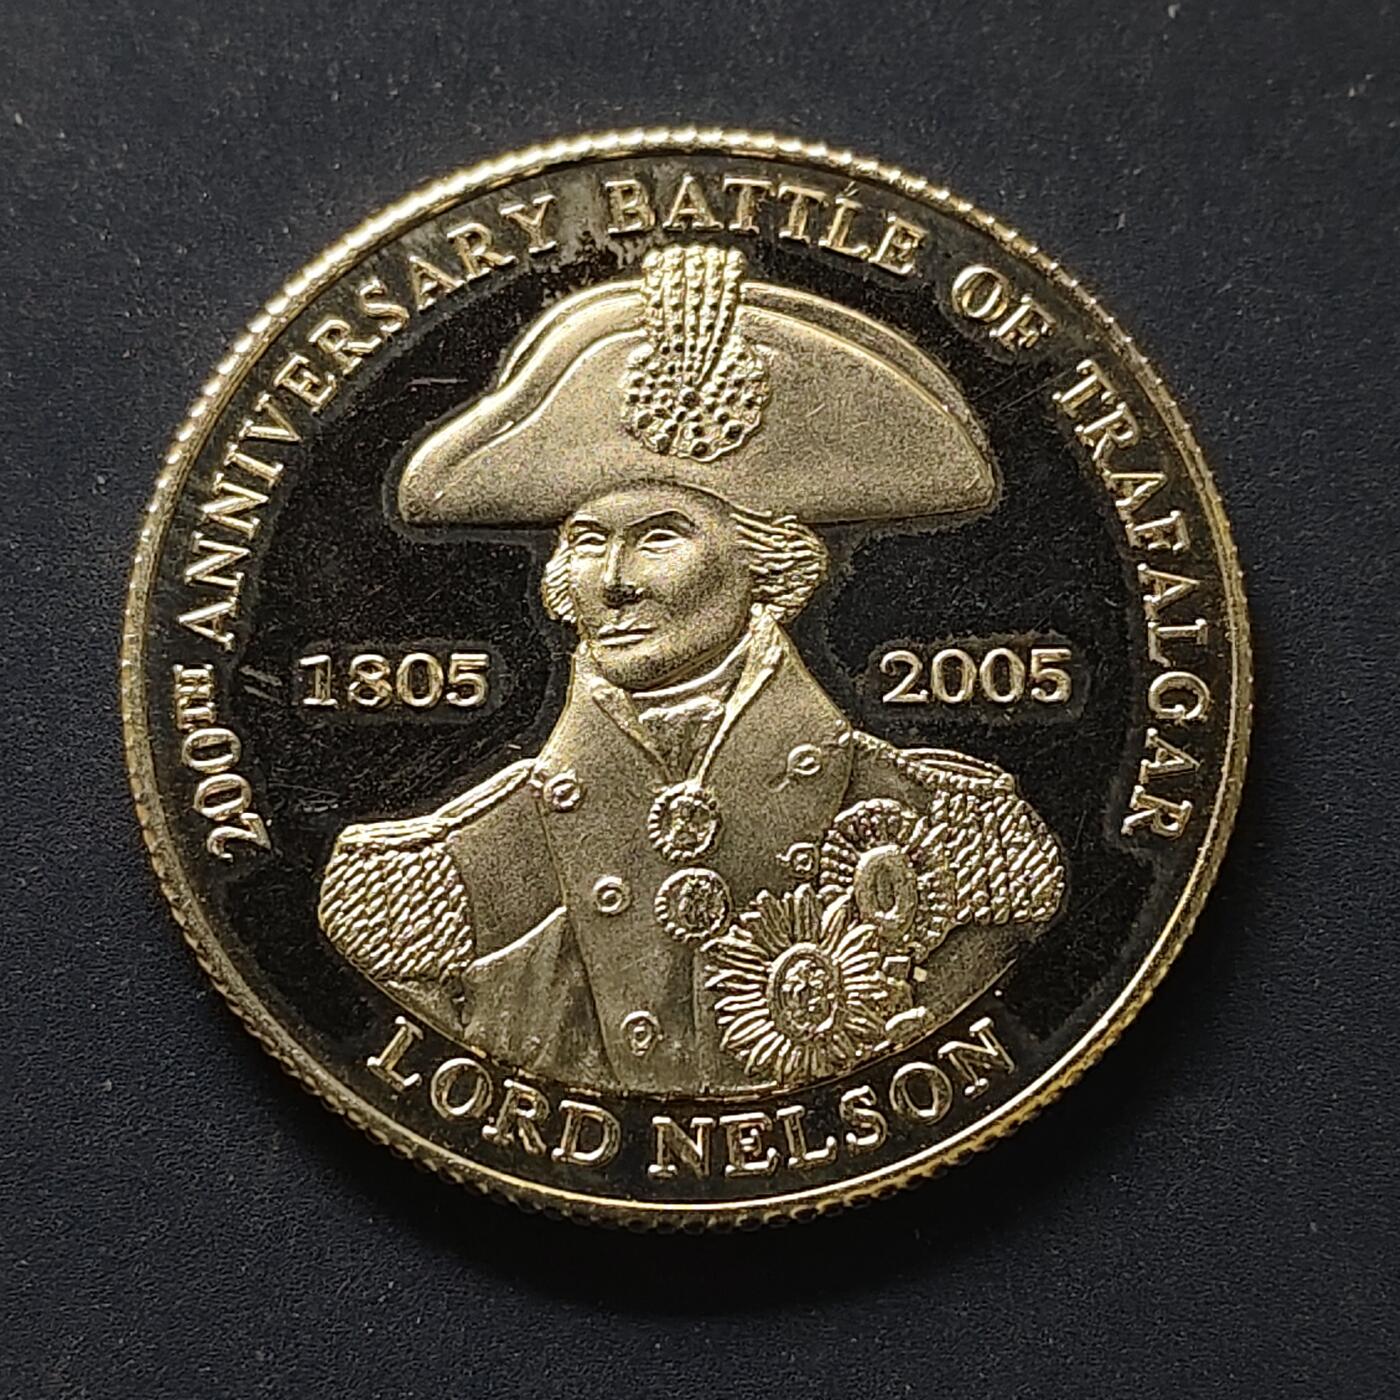 200TH ANNIVERSARY BATTLE OF TRAFALGAR
1805 2005
LORD NELSON